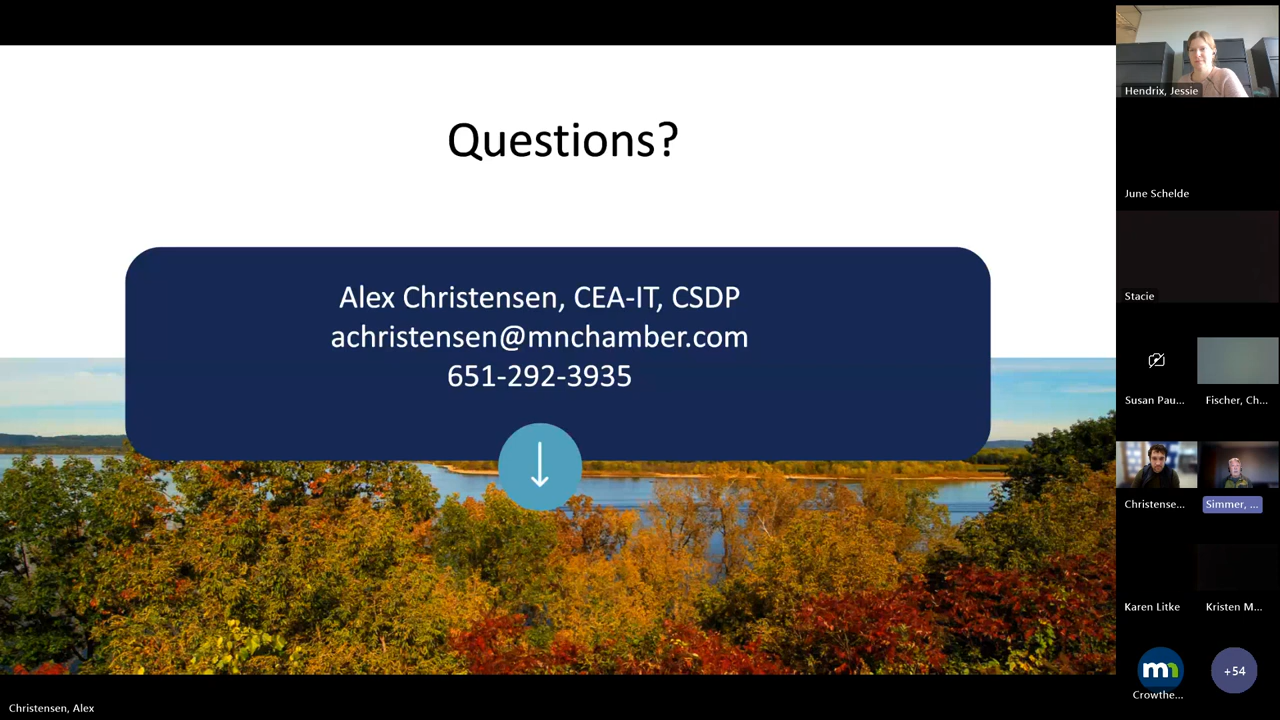 Questions?
Alex Christensen, CEA-IT, CSDP
achristensen@mnchamber.com
651-292-3935
Hendrix, Jessie
June Schelde
Stacie
Susan Pau...
Fischer, Ch...
Christense...
Simmer, ...
Karen Litke
Kristen M...
mn
Crowthe...
+54
Christensen, Alex